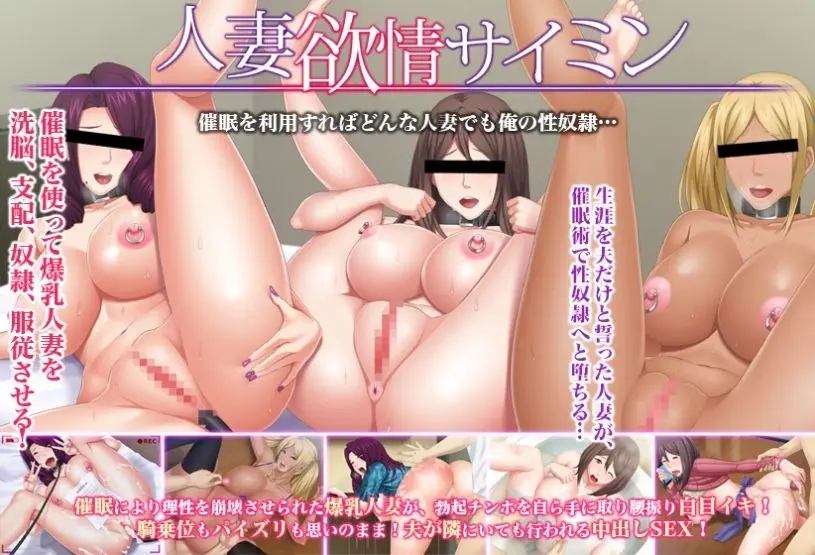 人妻欲情サイミン
催眠を利用すればどんな人妻でも俺の性奴隷…
催眠を使って爆乳人妻を
洗脳、支配、奴隷、服従させる!
生涯を夫だけと誓った人妻が、
催眠術で性奴隷へと堕ちる…
REC
催眠により理性を崩壊させられた爆乳人妻が、勃起チンポを自ら手に取り腰振り白目イキ!
騎乗位もパイズリも思いのまま!夫が隣にいても行われる中出しSEX!